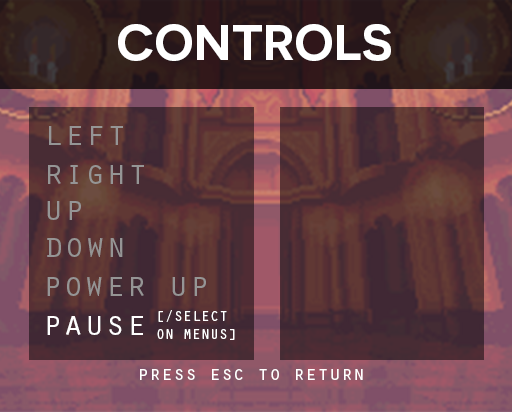 CONTROLS
LEFT
RIGHT
UP
DOWN
POWER UP
PAUSE [/SELECT
ON MENUS]
PRESS ESC TO RETURN